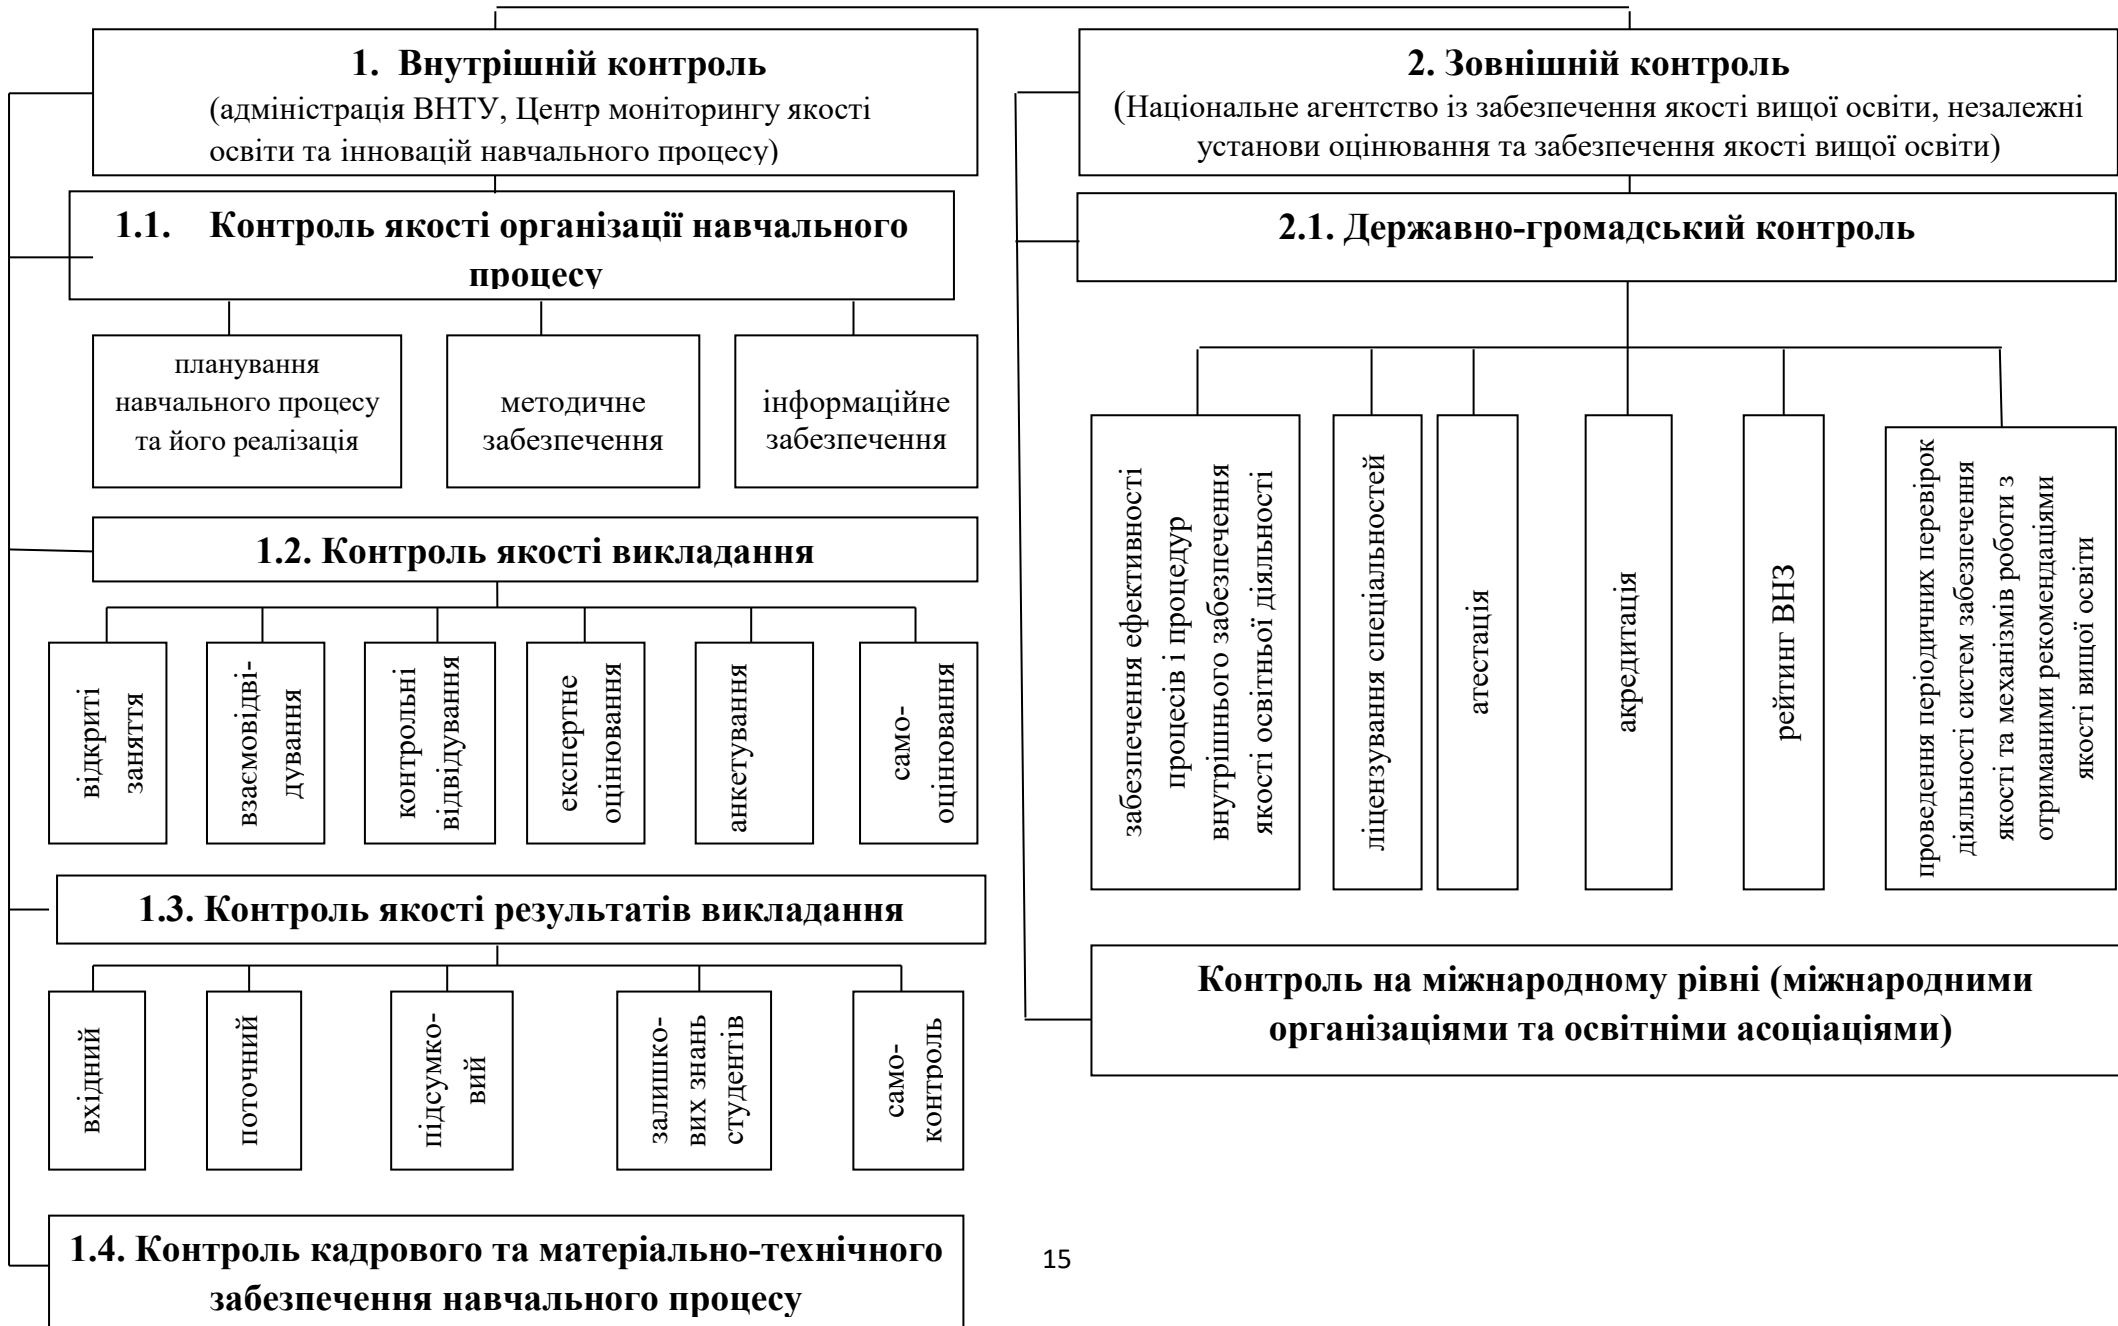 1. Внутрішній контроль
(адміністрація ВНТУ, Центр моніторингу якості
освіти та інновацій навчального процесу)
1.1. Контроль якості організації навчального
процесу
планування
навчального процесу
та його реалізація
методичне
забезпечення
інформаційне
забезпечення
1.2. Контроль якості викладання
відкриті
заняття
взаємовідві-
дування
контрольні
відвідування
експертне
оцінювання
анкетування
само-
оцінювання
1.3. Контроль якості результатів викладання
вхідний
поточний
підсумко-
вий
залишко-
вих знань
студентів
само-
контроль
1.4. Контроль кадрового та матеріально-технічного
забезпечення навчального процесу
2. Зовнішній контроль
(Національне агентство із забезпечення якості вищої освіти, незалежні
установи оцінювання та забезпечення якості вищої освіти)
2.1. Державно-громадський контроль
забезпечення ефективності
процесів і процедур
внутрішнього забезпечення
якості освітньої діяльності
ліцензування спеціальностей
атестація
акредитація
рейтинг ВНЗ
проведення періодичних перевірок
діяльності систем забезпечення
якості та механізмів роботи з
отриманими рекомендаціями
якості вищої освіти
Контроль на міжнародному рівні (міжнародними
організаціями та освітніми асоціаціями)
15